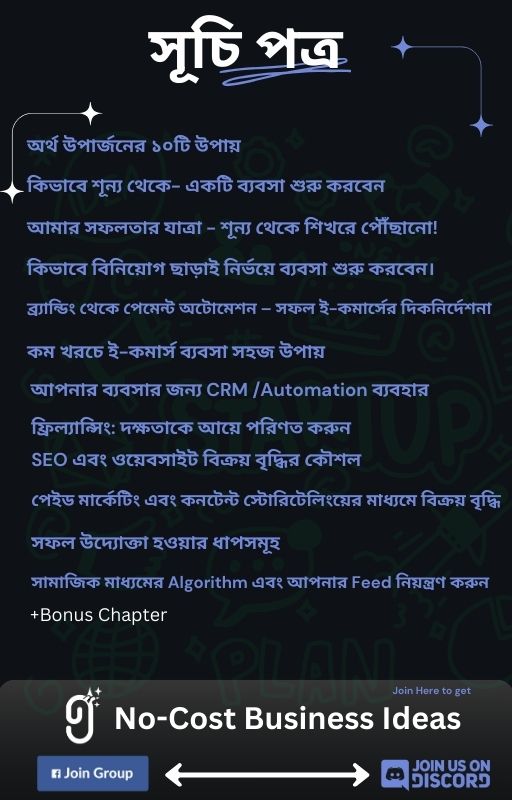 সূচি পত্র
অর্থ উপার্জনের ১০টি উপায়
কিভাবে শূন্য থেকে- একটি ব্যবসা শুরু করবেন
আমার সফলতার যাত্রা - শূন্য থেকে শিখরে পৌঁছানো!
কিভাবে বিনিয়োগ ছাড়াই নির্ভয়ে ব্যবসা শুরু করবেন।
ব্র্যান্ডিং থেকে পেমেন্ট অটোমেশন – সফল ই-কমার্সের দিকনির্দেশনা
কম খরচে ই-কমার্স ব্যবসা সহজ উপায়
আপনার ব্যবসার জন্য CRM /Automation ব্যবহার
ফ্রিল্যান্সিং: দক্ষতাকে আয়ে পরিণত করুন
SEO এবং ওয়েবসাইট বিক্রয় বৃদ্ধির কৌশল
পেইড মার্কেটিং এবং কনটেন্ট স্টোরিটেলিংয়ের মাধ্যমে বিক্রয় বৃদ্ধি
সফল উদ্যোক্তা হওয়ার ধাপসমূহ
সামাজিক মাধ্যমের Algorithm এবং আপনার Feed নিয়ন্ত্রণ করুন
+Bonus Chapter
STARTUP
PLAN
Join Here to get
No-Cost Business Ideas
Join Group
JOIN US ON
DISCORD